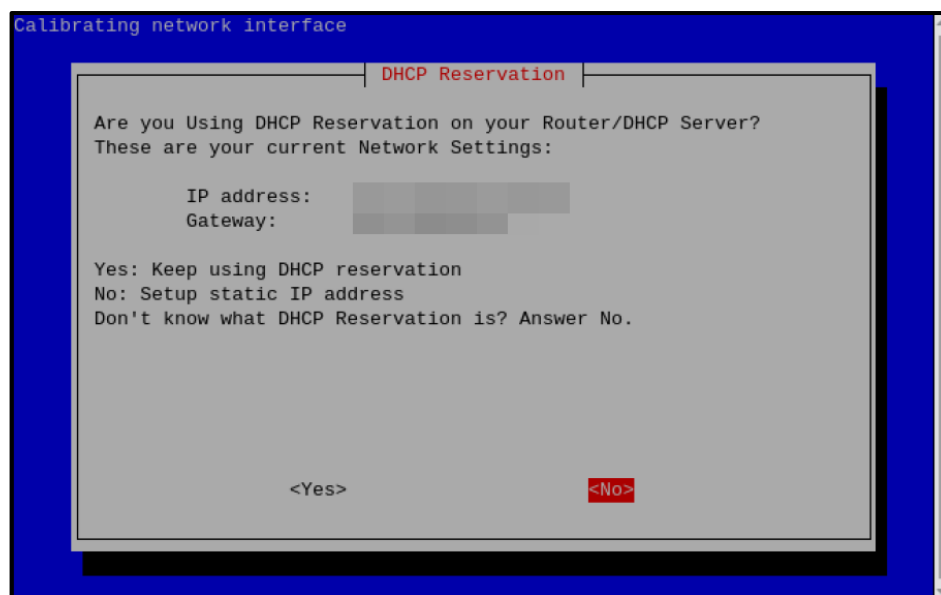 Calibrating network interface
DHCP Reservation
Are you Using DHCP Reservation on your Router/DHCP Server?
These are your current Network Settings:
IP address:
Gateway:
Yes: Keep using DHCP reservation
No: Setup static IP address
Don't know what DHCP Reservation is? Answer No.
<Yes> <No>